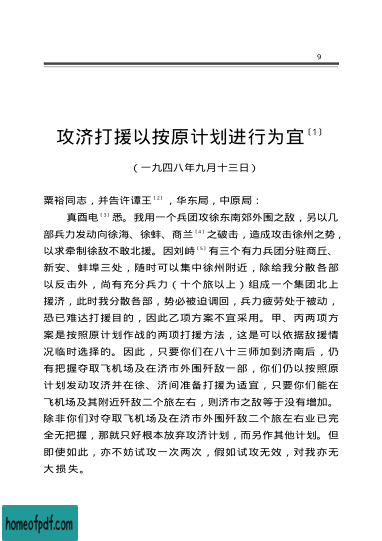 9
攻济打援以按原计划进行为宜〔1〕
（一九四八年九月十三日）
粟裕同志，并告许谭王〔2〕，华东局，中原局：
真酉电〔3〕悉。我用一个兵团攻徐东南郊外围之敌，另以几
部兵力发动向徐海、徐蚌、商兰〔4〕之破击，造成攻徐州之势，
以求牵制徐敌不敢北援。因刘峙〔5〕有三个有力兵团分驻商丘、
新安、蚌埠三处，随时可以集中徐州附近，除给我分散各部
以反击外，尚有充分兵力（十个旅以上）组成一个集团北上
援济，此时我分散各部，势必被迫调回，兵力疲劳处于被动，
恐已难达打援目的，因此乙项方案不宜采用。甲、丙两项方
案是按照原计划作战的两项打援方法，这是可以依据敌援情
况临时选择的。因此，只要你们在八十三师加到济南后，仍
有把握夺取飞机场及在济市外围歼敌一部，你们仍以按照原
计划发动攻济并在徐、济间准备打援为适宜，只要你们能在
飞机场及其附近歼敌二个旅左右，则济市之敌等于没有增加。
除非你们对夺取飞机场及在济市外围歼敌二个旅左右业已完
全无把握，那就只好根本放弃攻济计划，而另作其他计划。但
即使如此，亦不妨试攻一次两次，假如试攻无效，对我亦无
大损失。
homeofpdf.com